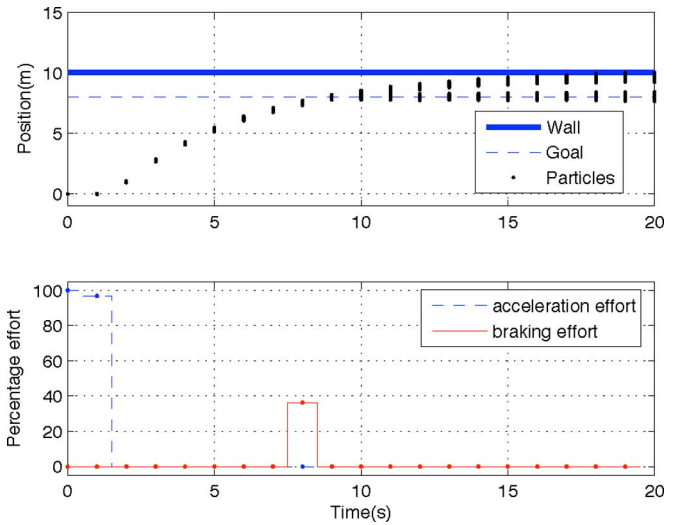 15
10
5
0
Position(m)
0 5 10 15 20
Wall
Goal
Particles
100
80
60
40
20
0
Percentage effort
0 5 10 15 20
acceleration effort
braking effort
Time(s)